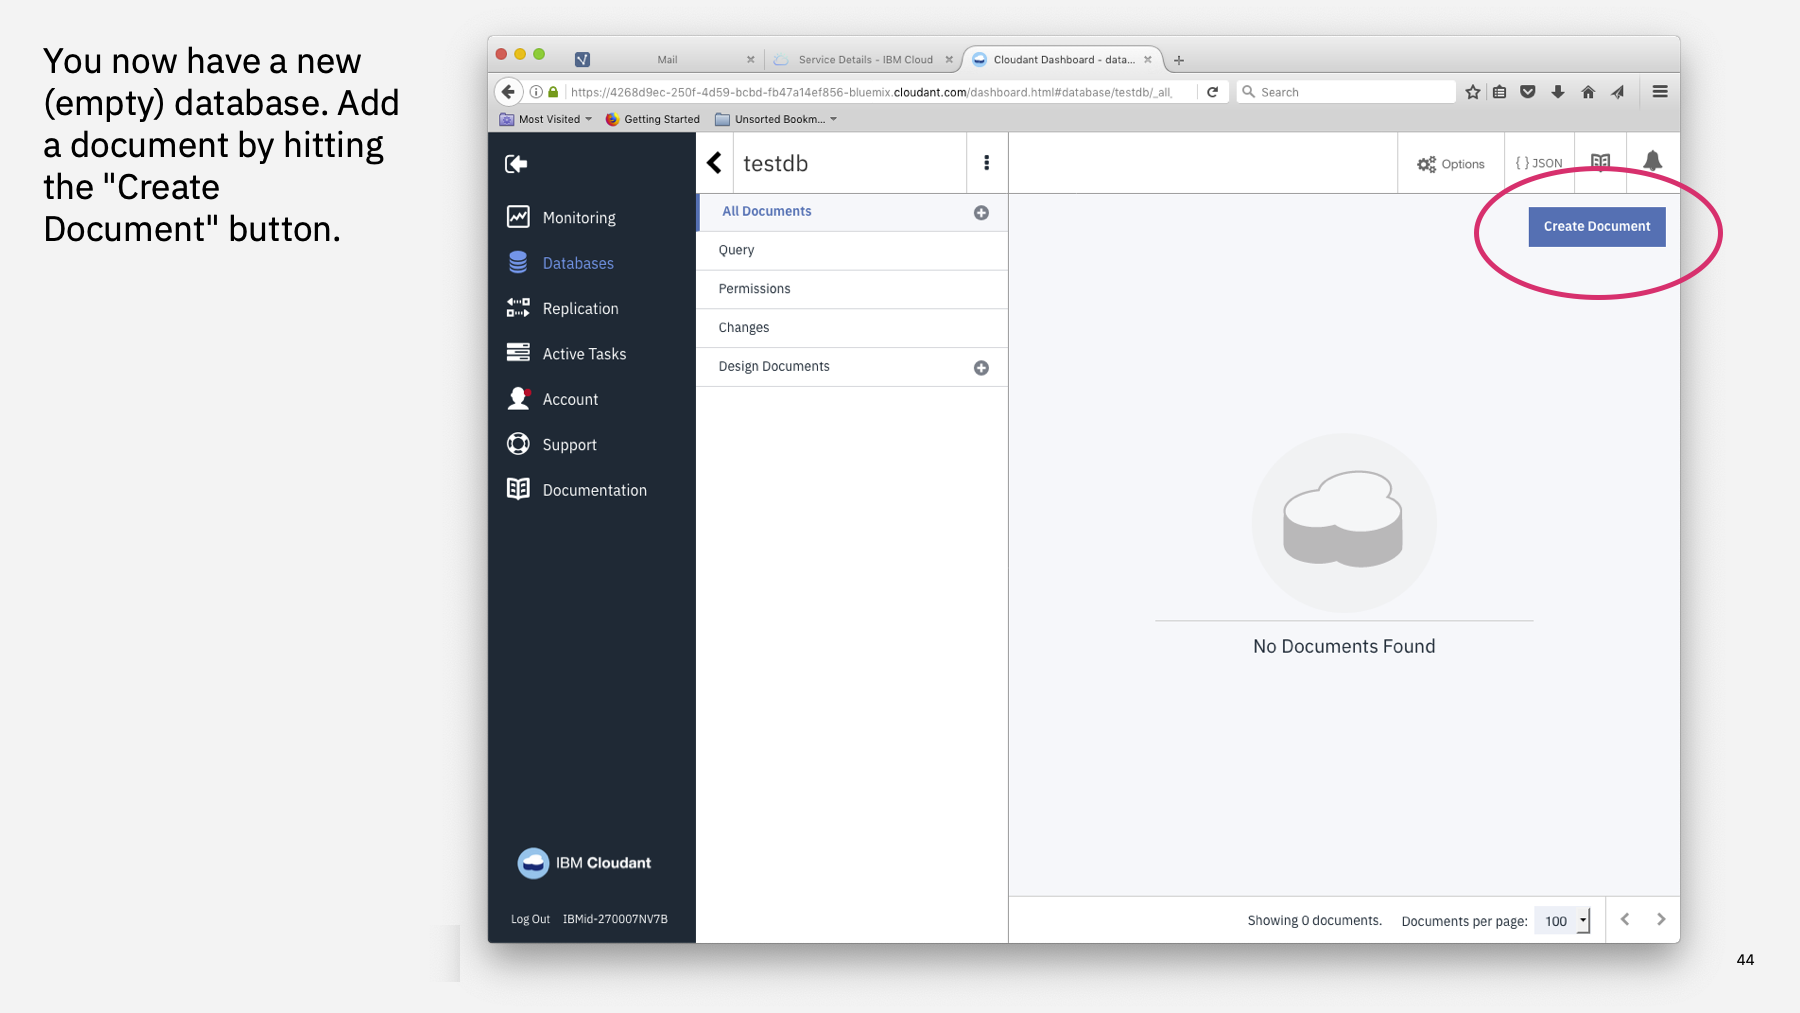 You now have a new
(empty) database. Add
a document by hitting
the "Create
Document" button.
Mail
Service Details - IBM Cloud
Cloudant Dashboard - data...
https://4268d9ec-250f-4d59-bcbd-fb47a14ef856-bluemix.cloudant.com/dashboard.html#database/testdb/_all_
Search
Most Visited
Getting Started
Unsorted Bookm...
testdb
Options
{ } JSON
Monitoring
Databases
Replication
Active Tasks
Account
Support
Documentation
All Documents
Query
Permissions
Changes
Design Documents
Create Document
No Documents Found
IBM Cloudant
Log Out IBMid-270007NV7B
Showing 0 documents. Documents per page: 100
44